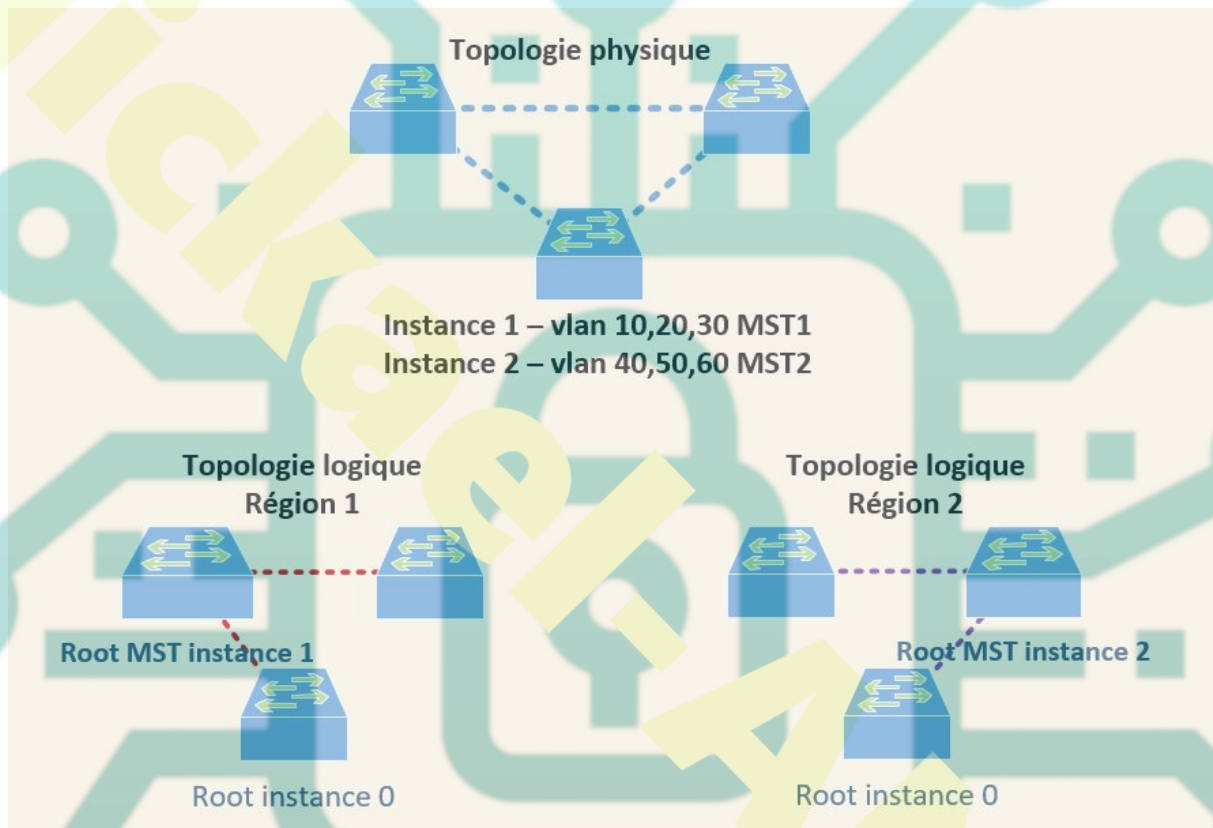 Topologie physique
Instance 1 – vlan 10,20,30 MST1
Instance 2 – vlan 40,50,60 MST2
Topologie logique
Région 1
Topologie logique
Région 2
Root MST instance 1
Root MST instance 2
Root instance 0
Root instance 0